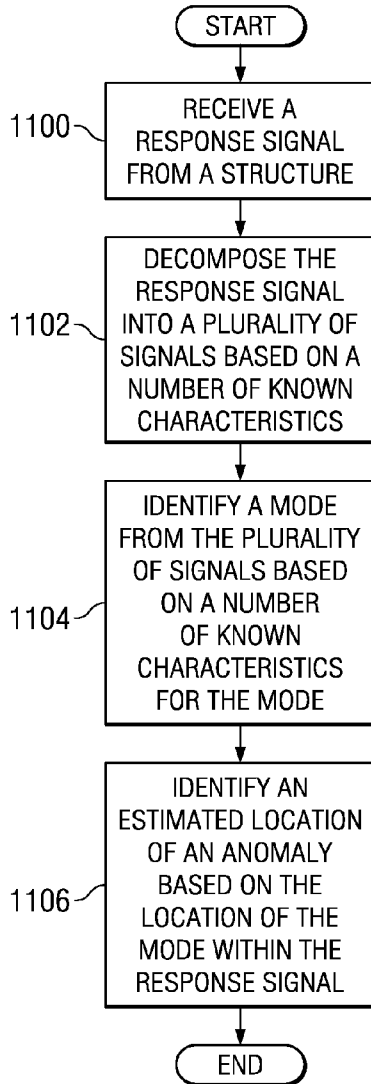 START
1100
RECEIVE A
RESPONSE SIGNAL
FROM A STRUCTURE
1102
DECOMPOSE THE
RESPONSE SIGNAL
INTO A PLURALITY OF
SIGNALS BASED ON A
NUMBER OF KNOWN
CHARACTERISTICS
1104
IDENTIFY A MODE
FROM THE PLURALITY
OF SIGNALS BASED
ON A NUMBER
OF KNOWN
CHARACTERISTICS
FOR THE MODE
1106
IDENTIFY AN
ESTIMATED LOCATION
OF AN ANOMALY
BASED ON THE
LOCATION OF THE
MODE WITHIN THE
RESPONSE SIGNAL
END